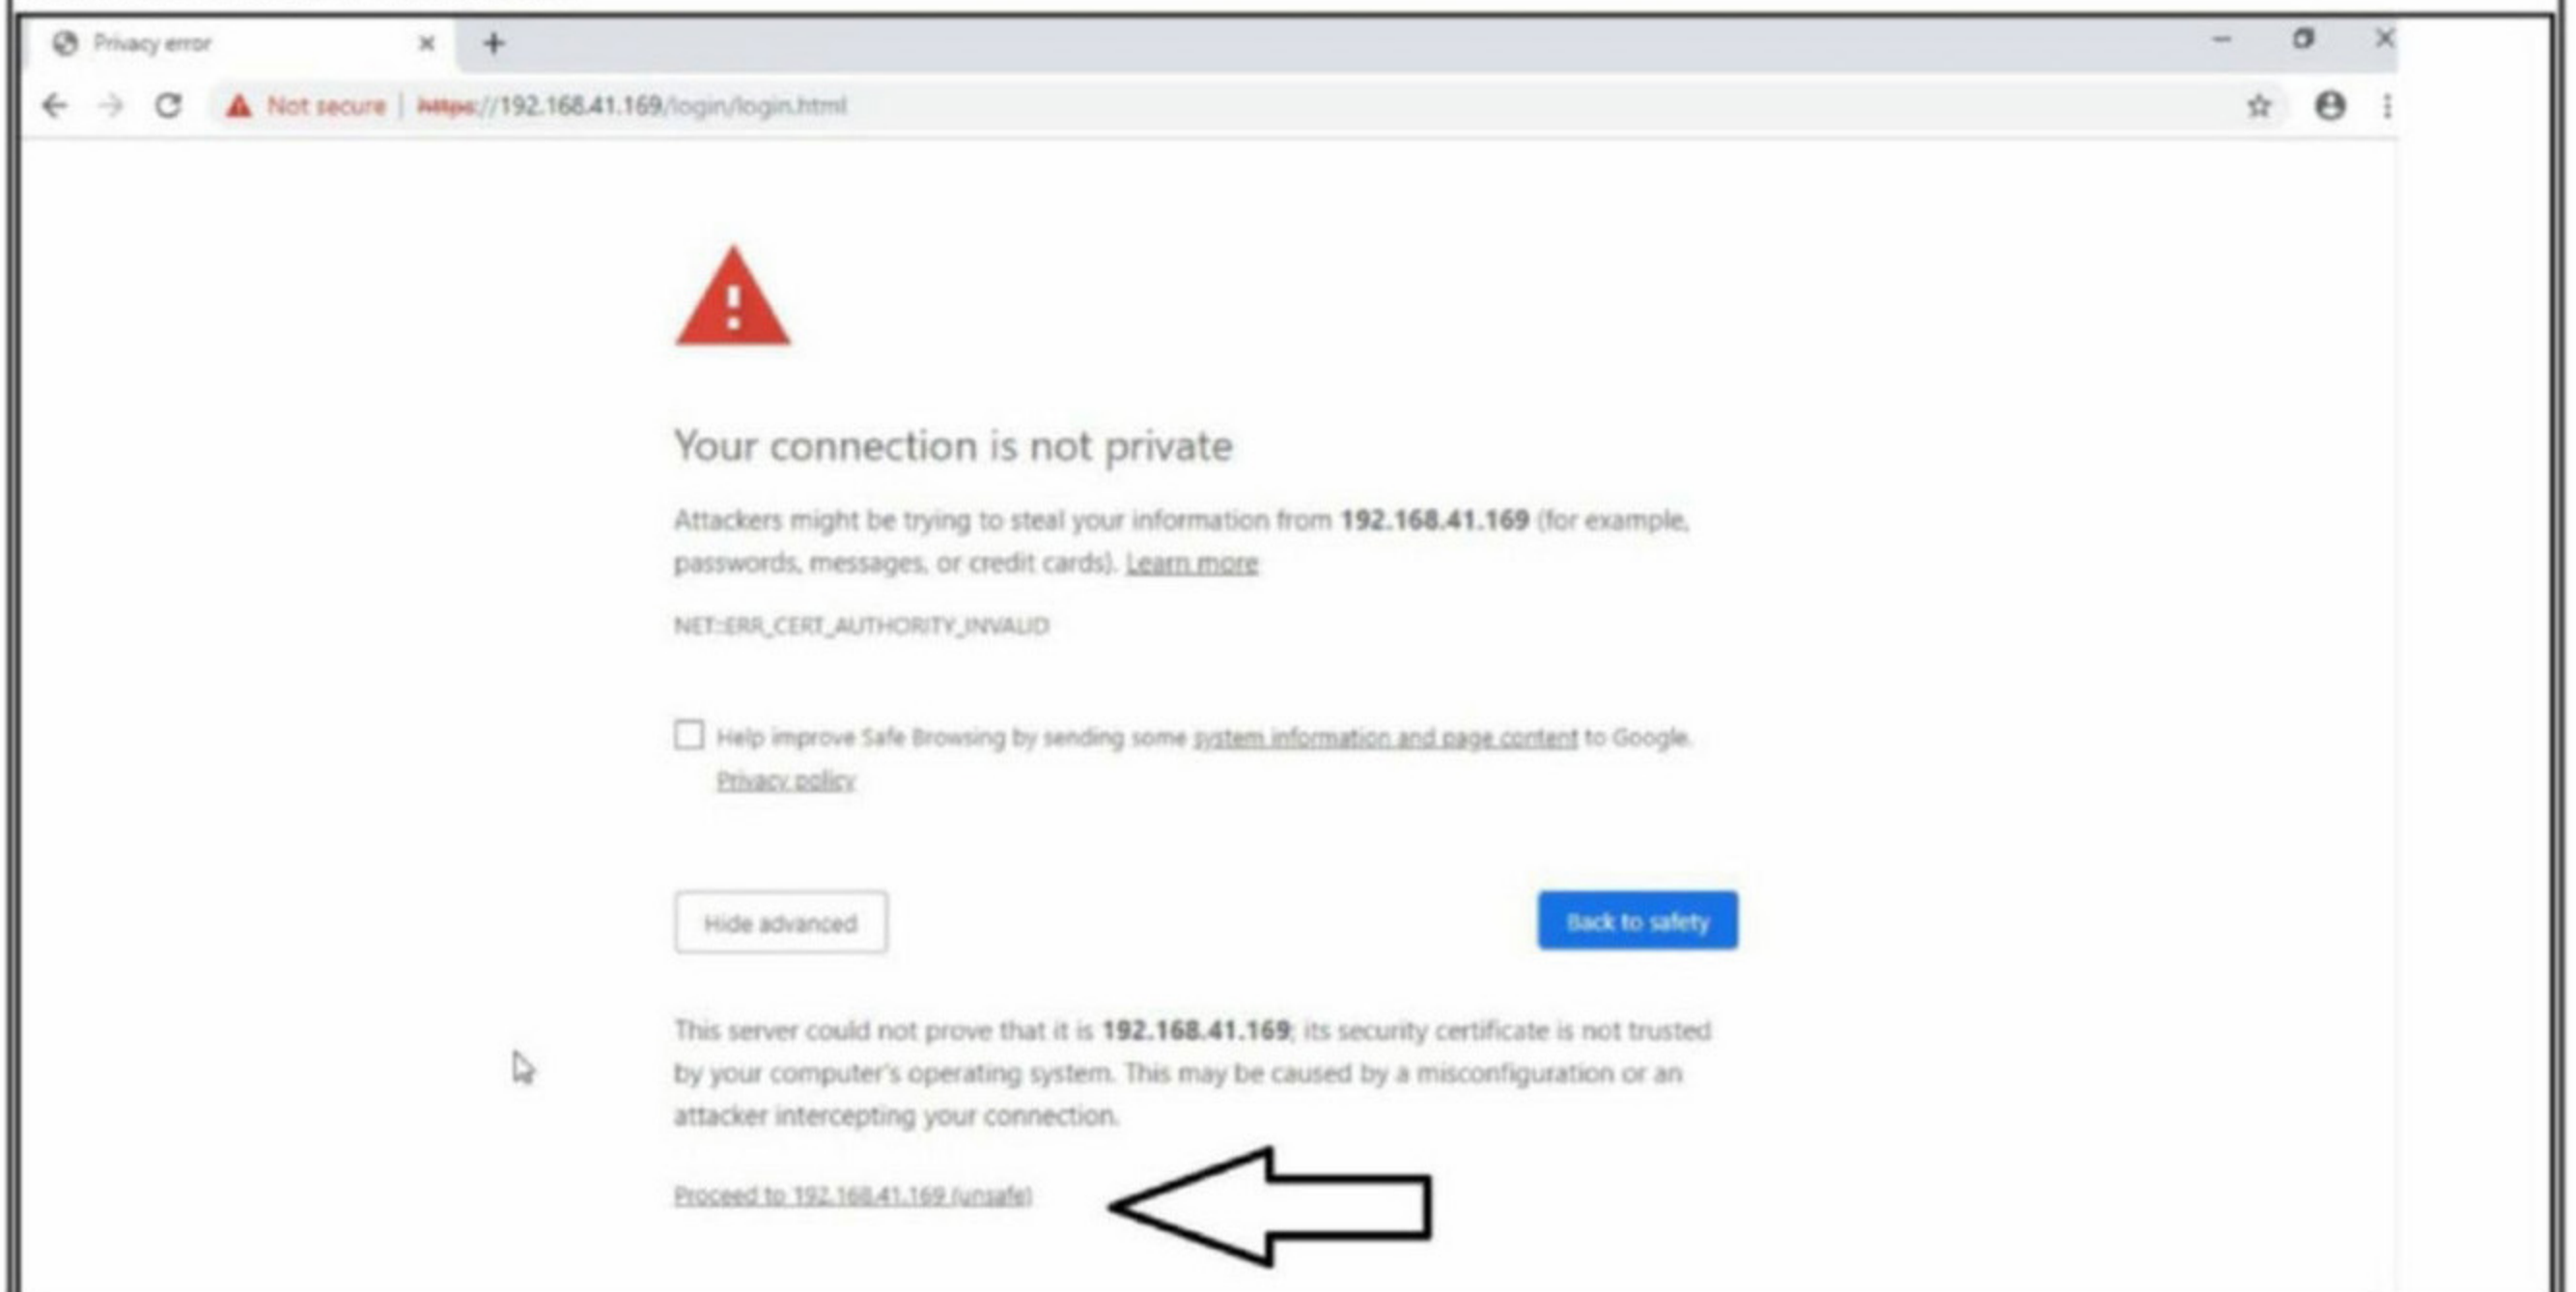 Privacy error
Not secure | https://192.168.41.169/login/login.html
Your connection is not private
Attackers might be trying to steal your information from 192.168.41.169 (for example,
passwords, messages, or credit cards). Learn more
NET::ERR_CERT_AUTHORITY_INVALID
Help improve Safe Browsing by sending some system information and page content to Google.
Privacy policy
Hide advanced
Back to safety
This server could not prove that it is 192.168.41.169; its security certificate is not trusted
by your computer's operating system. This may be caused by a misconfiguration or an
attacker intercepting your connection.
Proceed to 192.168.41.169 (unsafe)